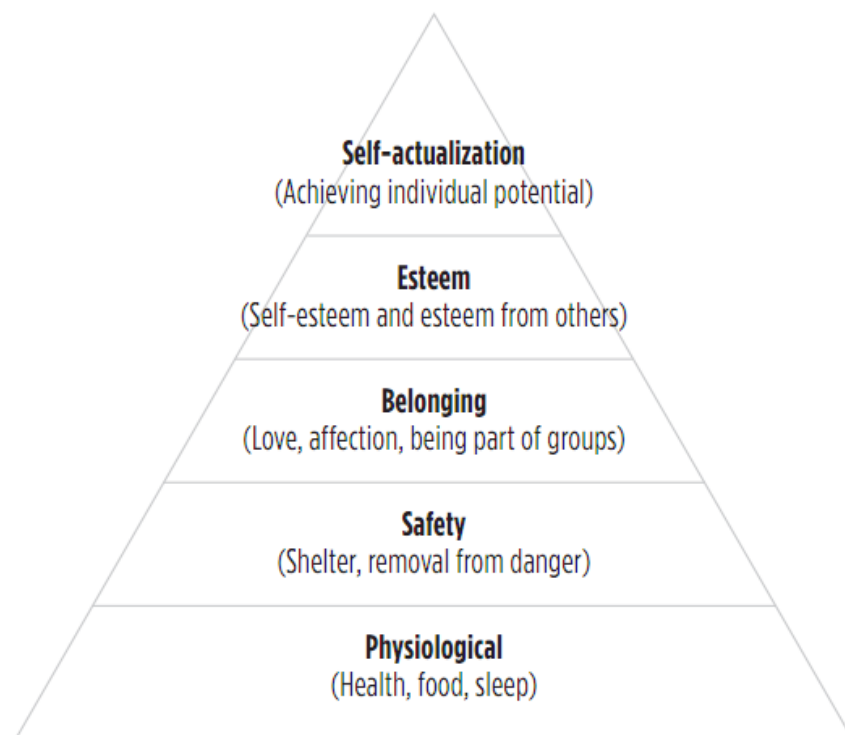 Self-actualization
(Achieving individual potential)
Esteem
(Self-esteem and esteem from others)
Belonging
(Love, affection, being part of groups)
Safety
(Shelter, removal from danger)
Physiological
(Health, food, sleep)